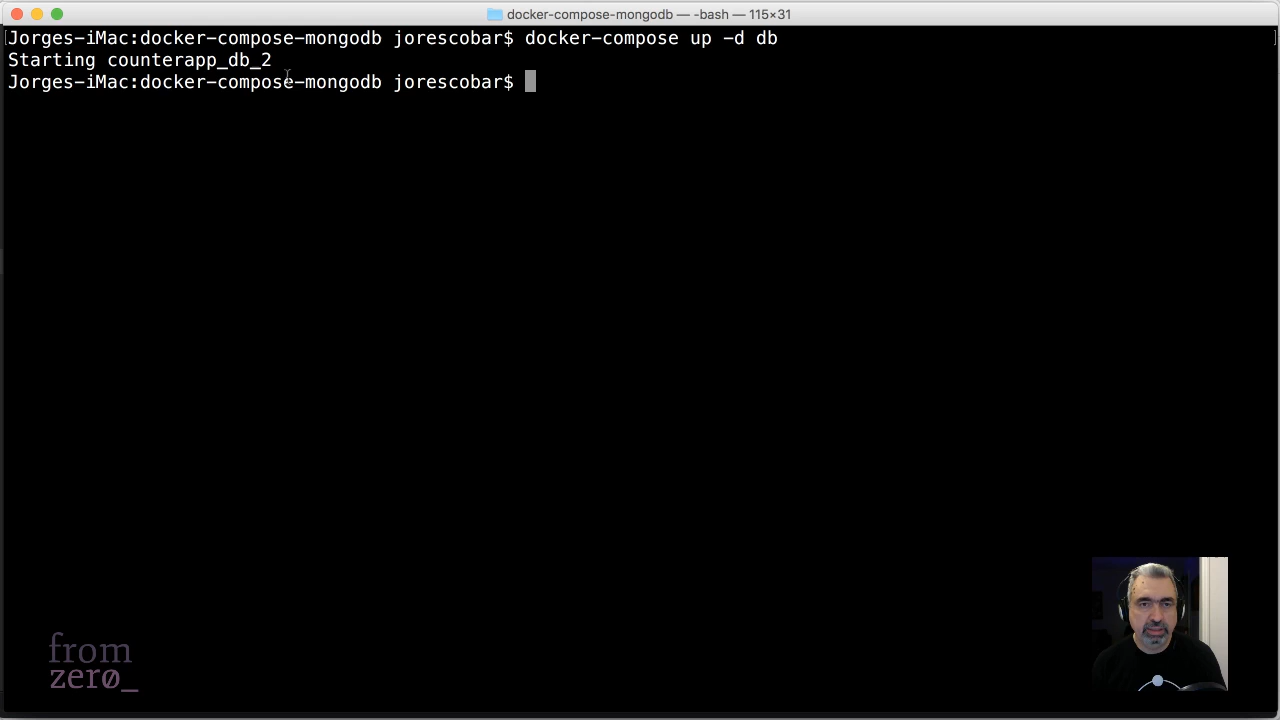 docker-compose-mongodb — -bash — 115×31
Jorges-iMac:docker-compose-mongodb jorescobar$ docker-compose up -d db
Starting counterapp_db_2
Jorges-iMac:docker-compose-mongodb jorescobar$
from
zerø_